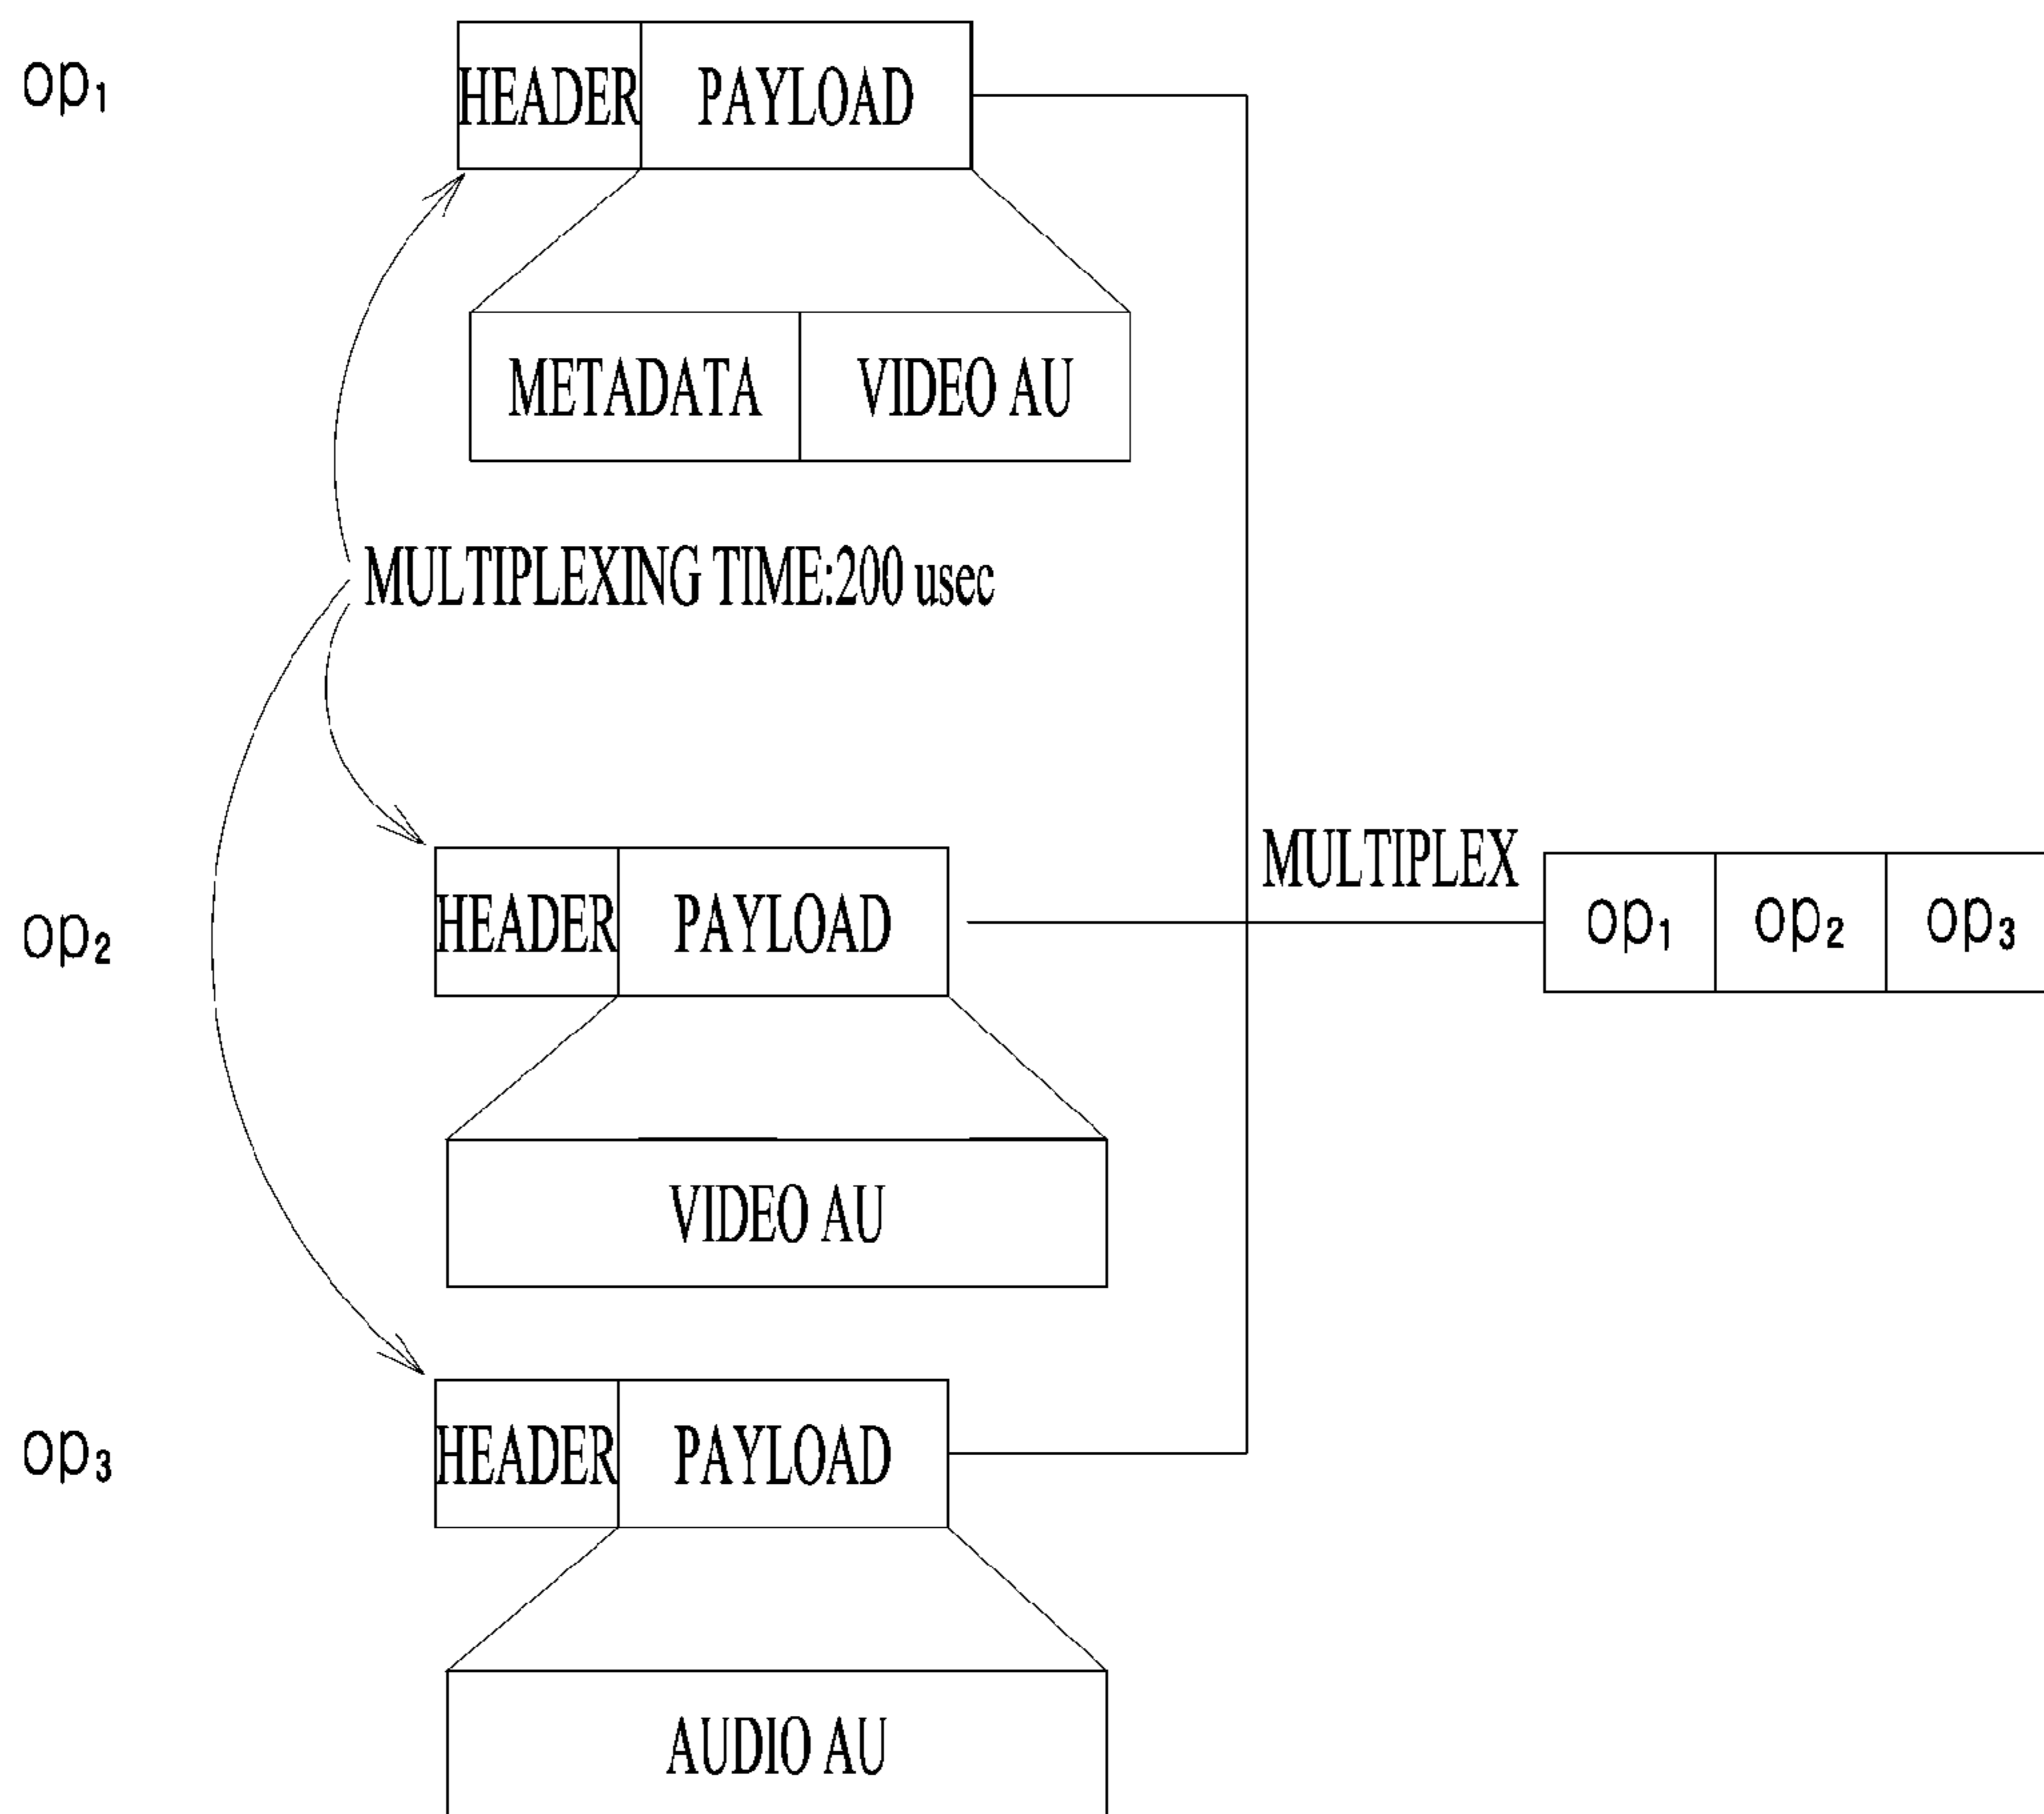 op₁ HEADER PAYLOAD
METADATA VIDEO AU
MULTIPLEXING TIME:200 usec
MULTIPLEX
op₂ HEADER PAYLOAD op₁ op₂ op₃
VIDEO AU
op₃ HEADER PAYLOAD
AUDIO AU